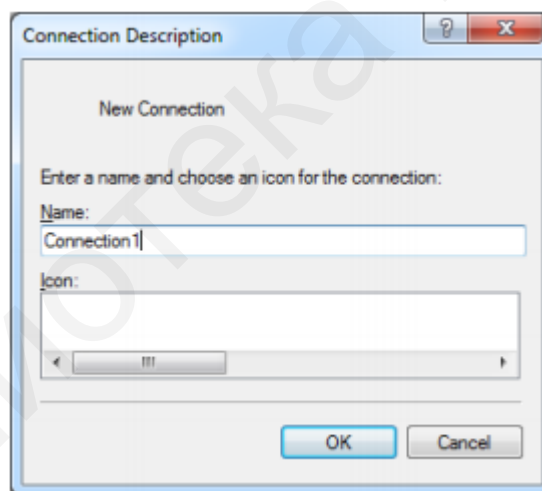 Connection Description
New Connection
Enter a name and choose an icon for the connection:
Name:
Connection1
Icon:
OK
Cancel